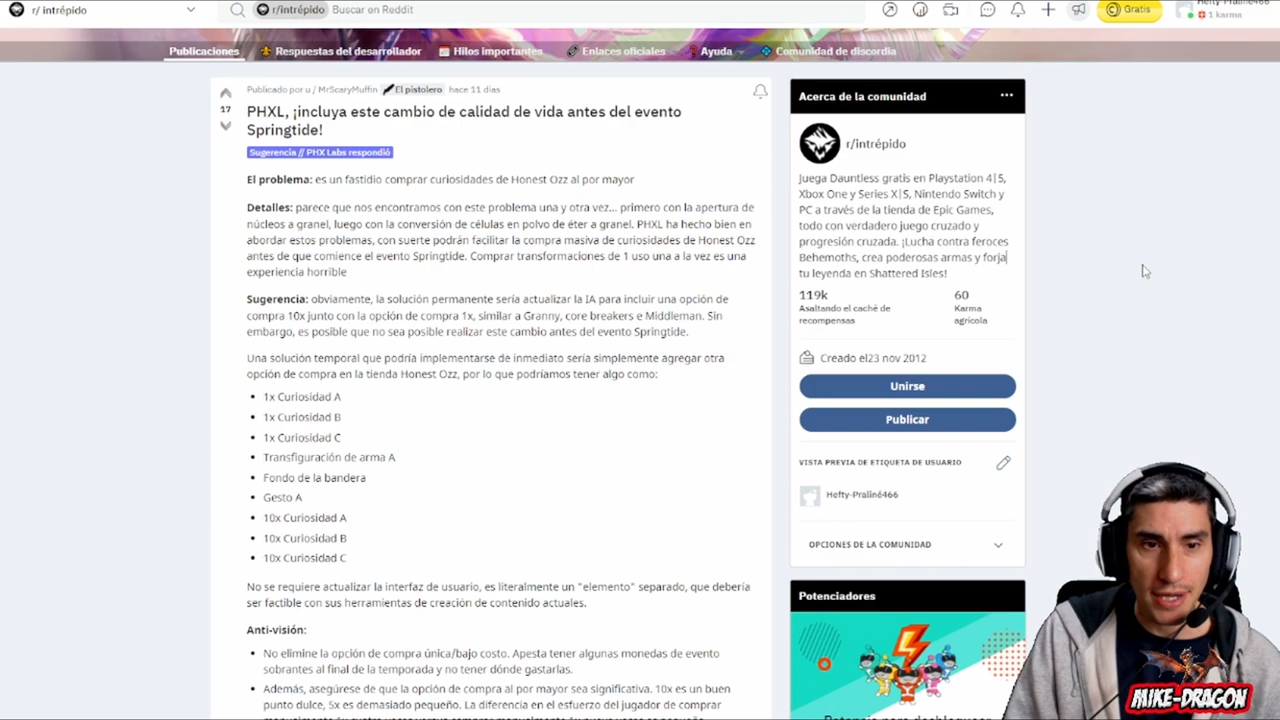 r/ intrépido
r/intrépido Buscar en Reddit
Gratis
Hefty-Praliné466
1 karma
Publicaciones
Respuestas del desarrollador
Hilos importantes
Enlaces oficiales
Ayuda
Comunidad de discordia
17
Publicado por u / MrScaryMuffin El pistolero hace 11 días
PHXL, ¡incluya este cambio de calidad de vida antes del evento
Springtide!
Sugerencia // PHX Labs respondió
El problema: es un fastidio comprar curiosidades de Honest Ozz al por mayor
Detalles: parece que nos encontramos con este problema una y otra vez... primero con la apertura de
núcleos a granel, luego con la conversión de células en polvo de éter a granel. PHXL ha hecho bien en
abordar estos problemas, con suerte podrán facilitar la compra masiva de curiosidades de Honest Ozz
antes de que comience el evento Springtide. Comprar transformaciones de 1 uso una a la vez es una
experiencia horrible
Sugerencia: obviamente, la solución permanente sería actualizar la IA para incluir una opción de
compra 10x junto con la opción de compra 1x, similar a Granny, core breakers e Middleman. Sin
embargo, es posible que no sea posible realizar este cambio antes del evento Springtide.
Una solución temporal que podría implementarse de inmediato sería simplemente agregar otra
opción de compra en la tienda Honest Ozz, por lo que podríamos tener algo como:
1x Curiosidad A
1x Curiosidad B
1x Curiosidad C
Transfiguración de arma A
Fondo de la bandera
Gesto A
10x Curiosidad A
10x Curiosidad B
10x Curiosidad C
No se requiere actualizar la interfaz de usuario, es literalmente un "elemento" separado, que debería
ser factible con sus herramientas de creación de contenido actuales.
Anti-visión:
No elimine la opción de compra única/bajo costo. Apesta tener algunas monedas de evento
sobrantes al final de la temporada y no tener dónde gastarlas.
Además, asegúrese de que la opción de compra al por mayor sea significativa. 10x es un buen
punto dulce, 5x es demasiado pequeño. La diferencia en el esfuerzo del jugador de comprar
Acerca de la comunidad
r/intrépido
Juega Dauntless gratis en Playstation 4|5,
Xbox One y Series X|S, Nintendo Switch y
PC a través de la tienda de Epic Games,
todo con verdadero juego cruzado y
progresión cruzada. ¡Lucha contra feroces
Behemoths, crea poderosas armas y forja
tu leyenda en Shattered Isles!
119k
60
Asaltando el caché de
recompensas
Karma
agrícola
Creado el23 nov 2012
Unirse
Publicar
VISTA PREVIA DE ETIQUETA DE USUARIO
Hefty-Praliné466
OPCIONES DE LA COMUNIDAD
Potenciadores
MIKE-DRAGON